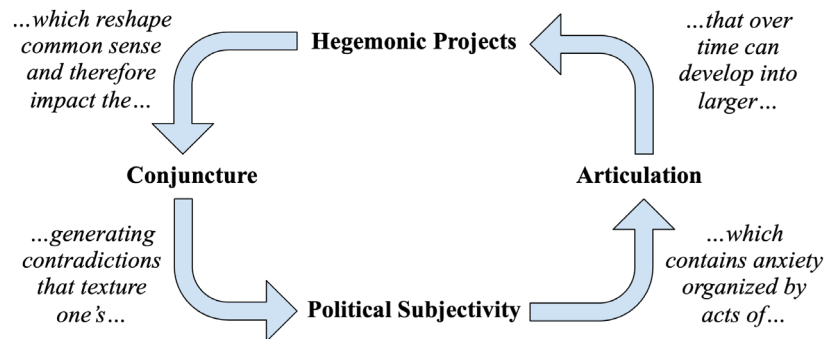 …which reshape
common sense
and therefore
impact the…
Hegemonic Projects
…that over
time can
develop into
larger…
Conjuncture
Articulation
…generating
contradictions
that texture
one's…
Political Subjectivity
…which
contains anxiety
organized by
acts of…